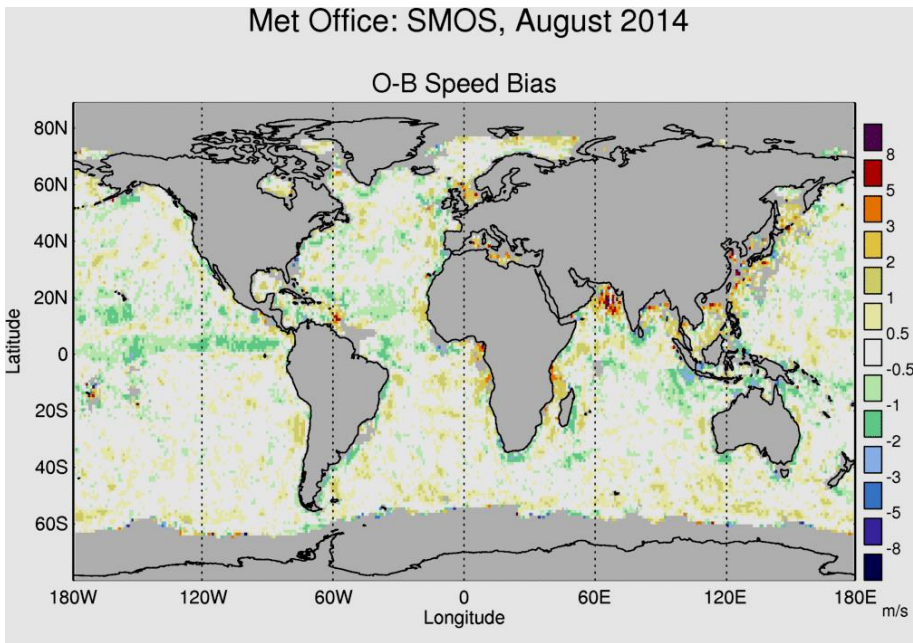 Met Office: SMOS, August 2014
O-B Speed Bias
80N
60N
40N
20N
0
20S
40S
60S
Latitude
180W
120W
60W
0
60E
120E
180E
Longitude
8
5
3
2
1
0.5
-0.5
-1
-2
-3
-5
-8
m/s